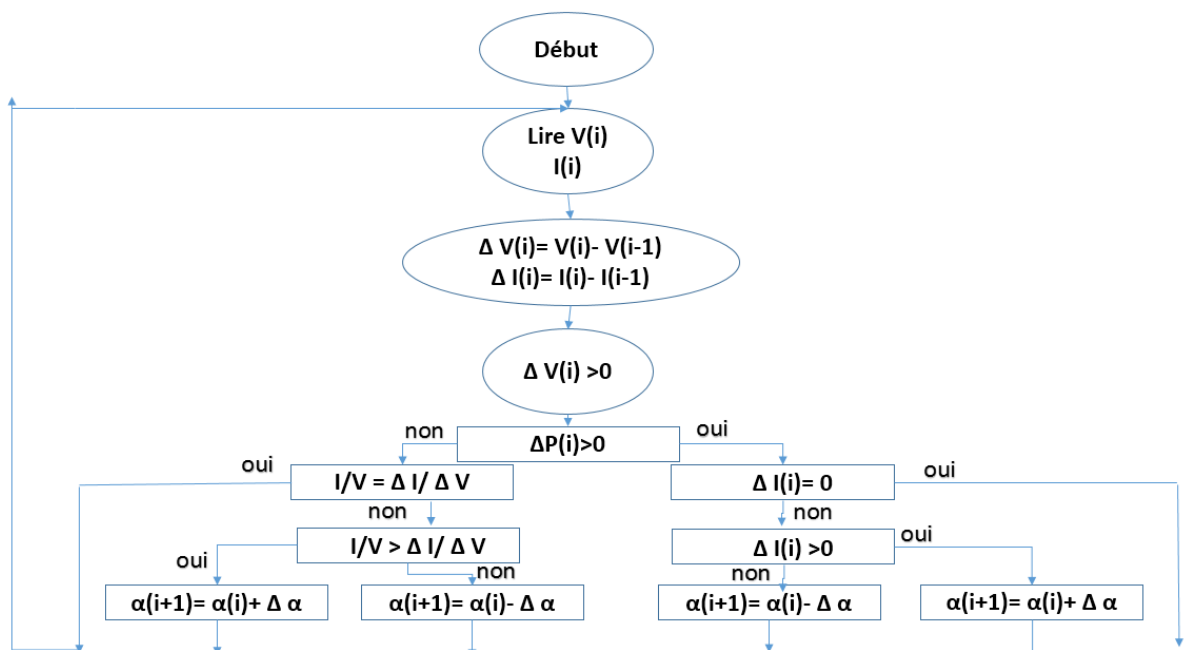 Début
Lire V(i)
I(i)
Δ V(i)= V(i)- V(i-1)
Δ I(i)= I(i)- I(i-1)
Δ V(i) >0
non
ΔP(i)>0
oui
oui
I/V = Δ I/ Δ V
Δ I(i)= 0
oui
non
non
I/V > Δ I/ Δ V
Δ I(i) >0
oui
oui
non
non
α(i+1)= α(i)+ Δ α
α(i+1)= α(i)- Δ α
α(i+1)= α(i)- Δ α
α(i+1)= α(i)+ Δ α